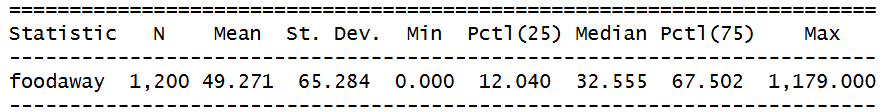 ==========================================================================
Statistic   N    Mean  St. Dev.  Min  Pctl(25) Median Pctl(75)    Max
--------------------------------------------------------------------------
foodaway  1,200 49.271  65.284  0.000  12.040  32.555  67.502  1,179.000
--------------------------------------------------------------------------